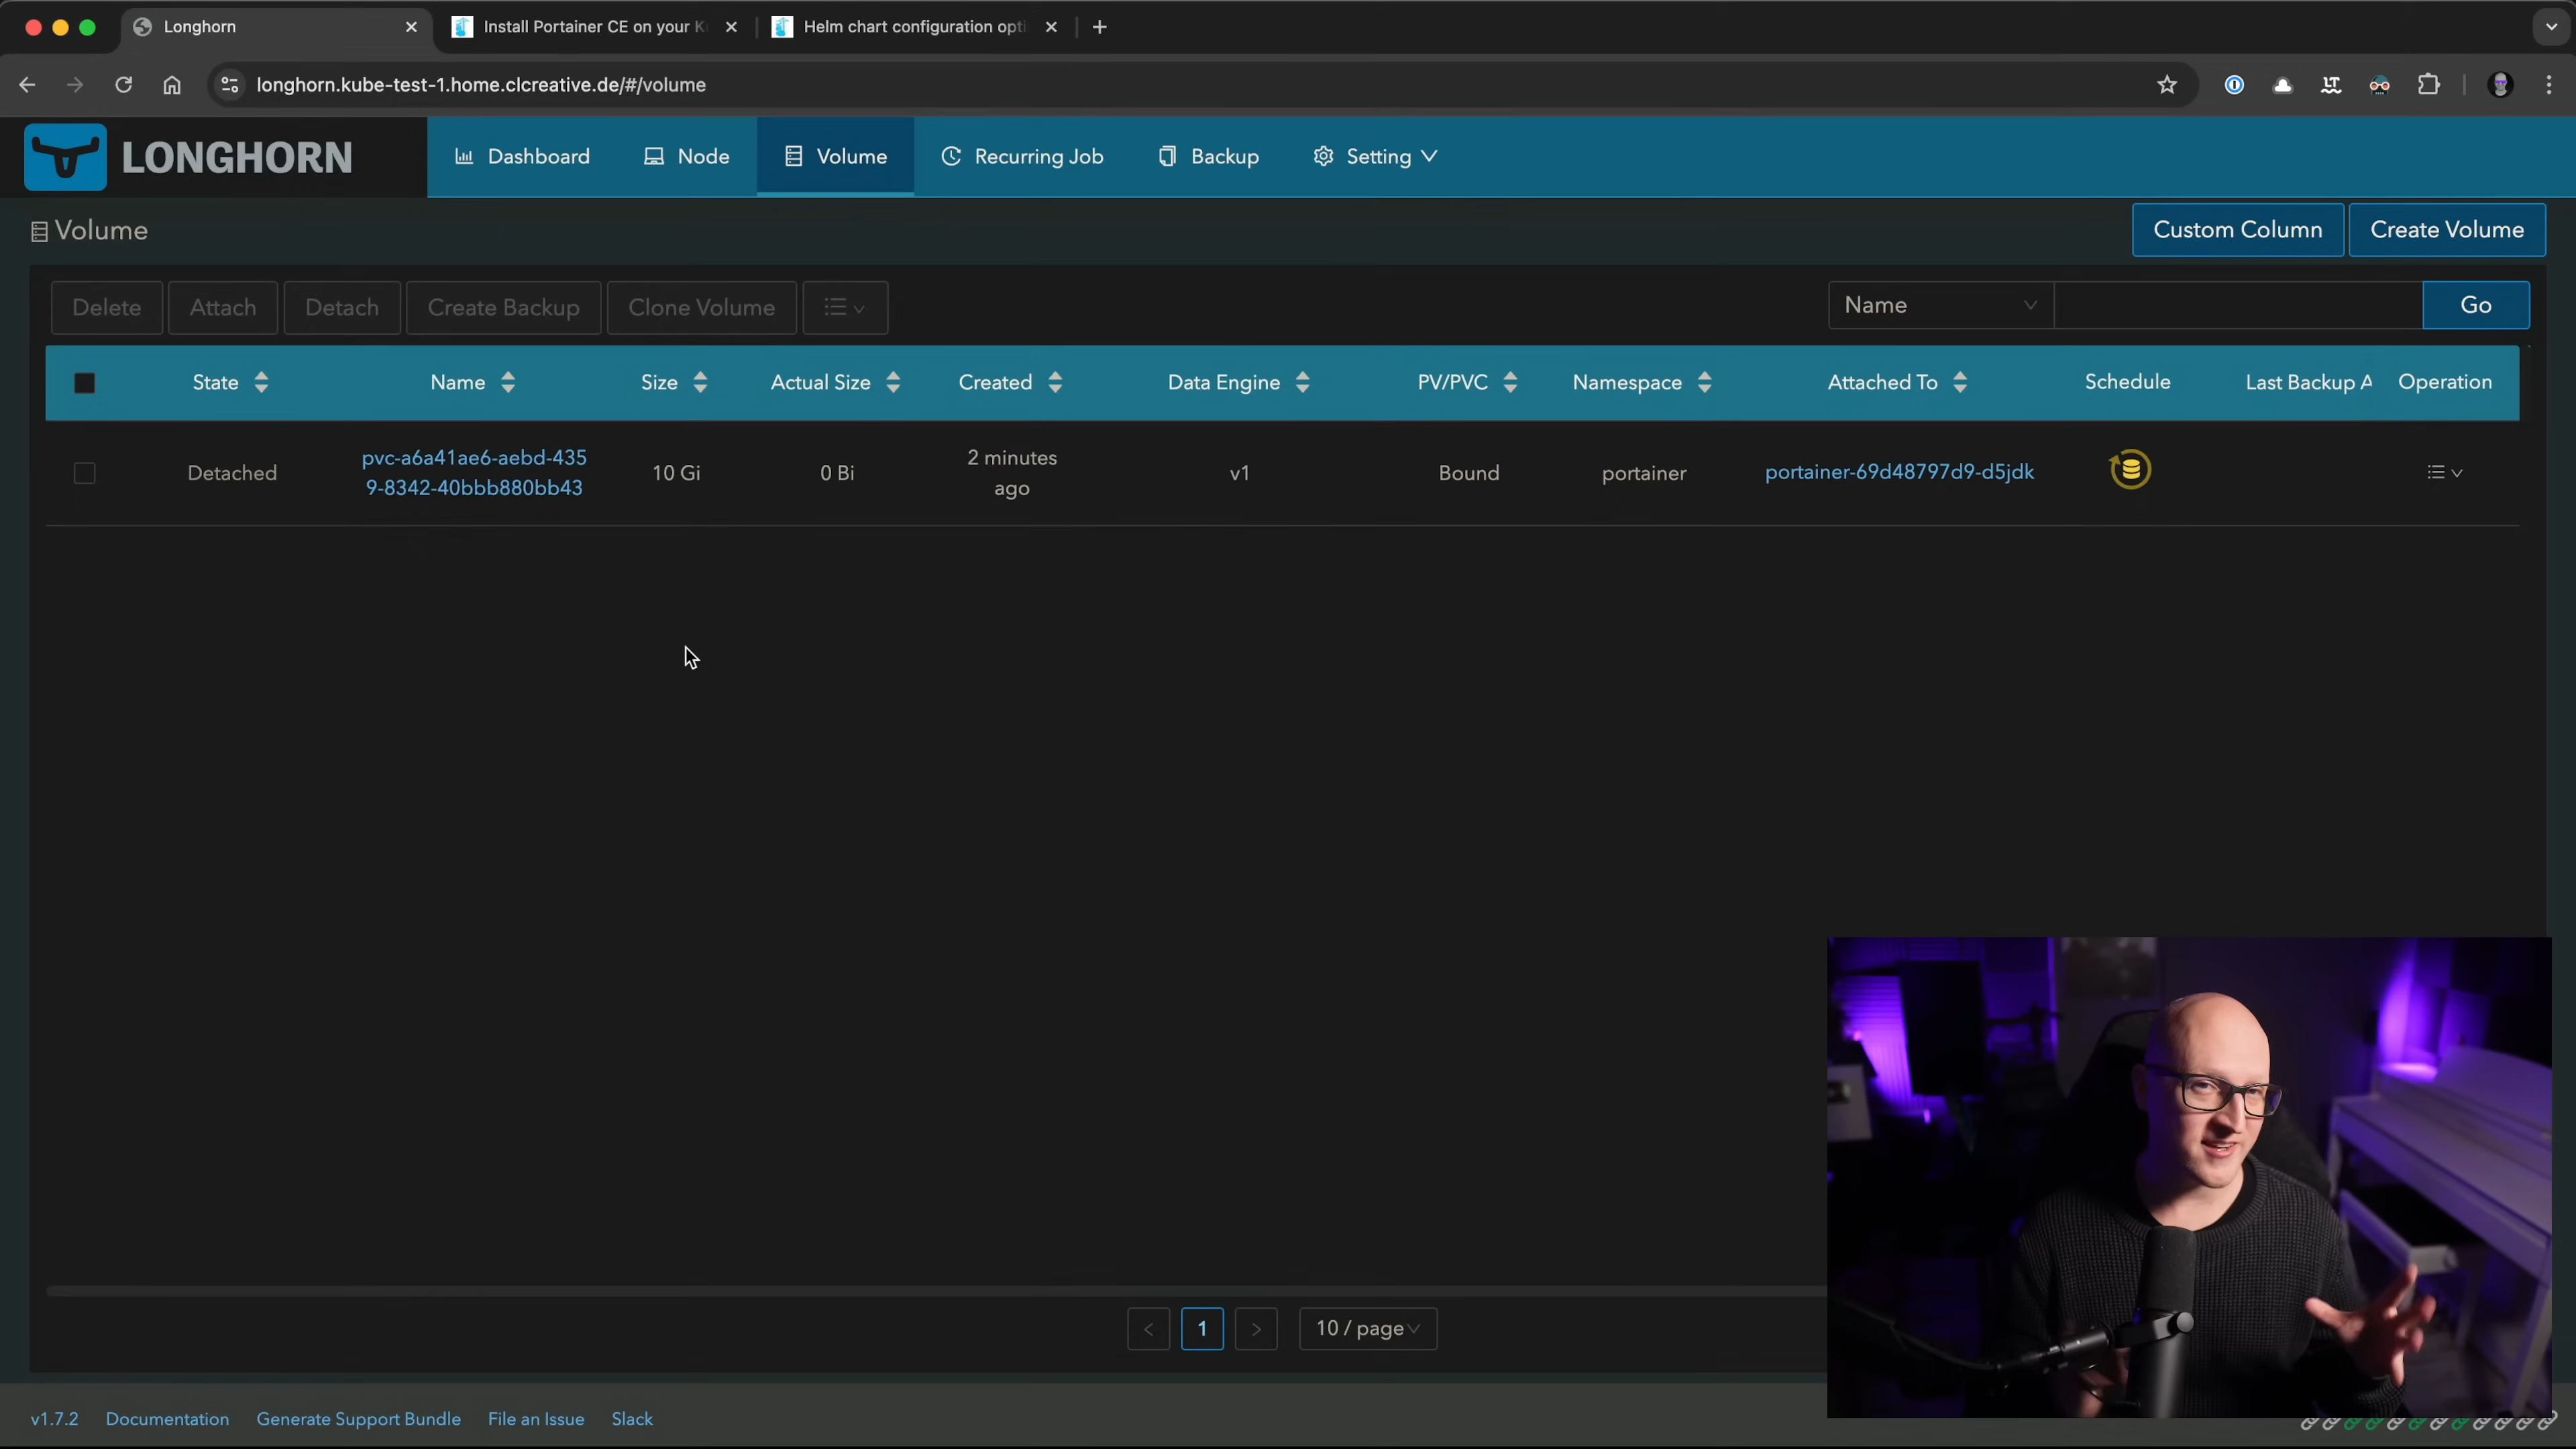 Longhorn
Install Portainer CE on your K
Helm chart configuration opti
longhorn.kube-test-1.home.clcreative.de/#/volume
LONGHORN
Dashboard
Node
Volume
Recurring Job
Backup
Setting
Volume
Custom Column
Create Volume
Delete
Attach
Detach
Create Backup
Clone Volume
Name
Go
State
Name
Size
Actual Size
Created
Data Engine
PV/PVC
Namespace
Attached To
Schedule
Last Backup A
Operation
Detached
pvc-a6a41ae6-aebd-435
9-8342-40bbb880bb43
10 Gi
0 Bi
2 minutes
ago
v1
Bound
portainer
portainer-69d48797d9-d5jdk
<
1
>
10 / page
v1.7.2
Documentation
Generate Support Bundle
File an Issue
Slack